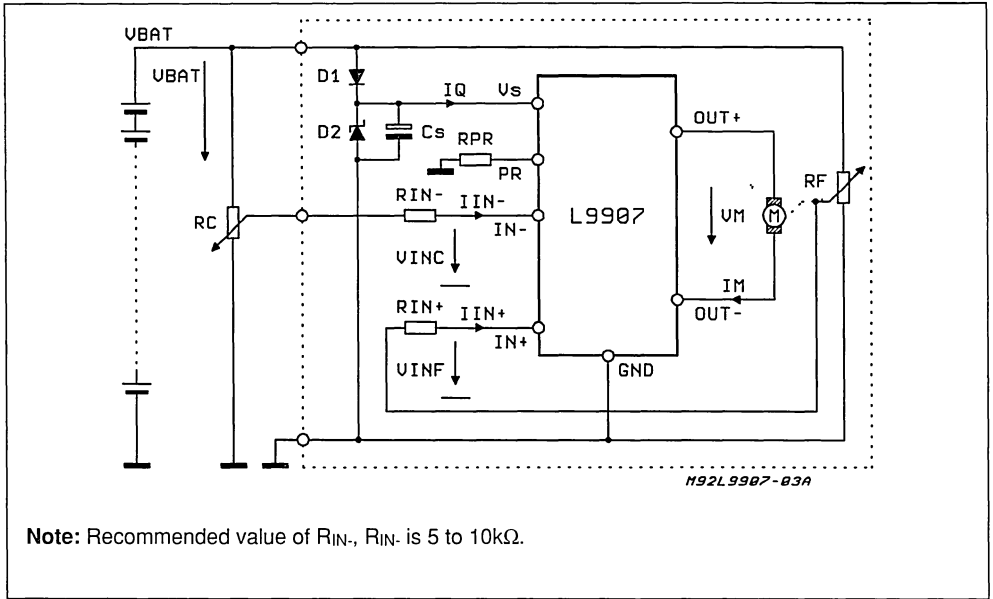 VBAT
VBAT
D1
IQ
Vs
OUT+
D2
Cs
RPR
PR
RF
RIN-
IIN-
L9907
VM
M
RC
IN-
VINC
IM
RIN+
IIN+
OUT-
IN+
VINF
GND
M92L9907-03A
Note: Recommended value of RIN-, RIN- is 5 to 10kΩ.